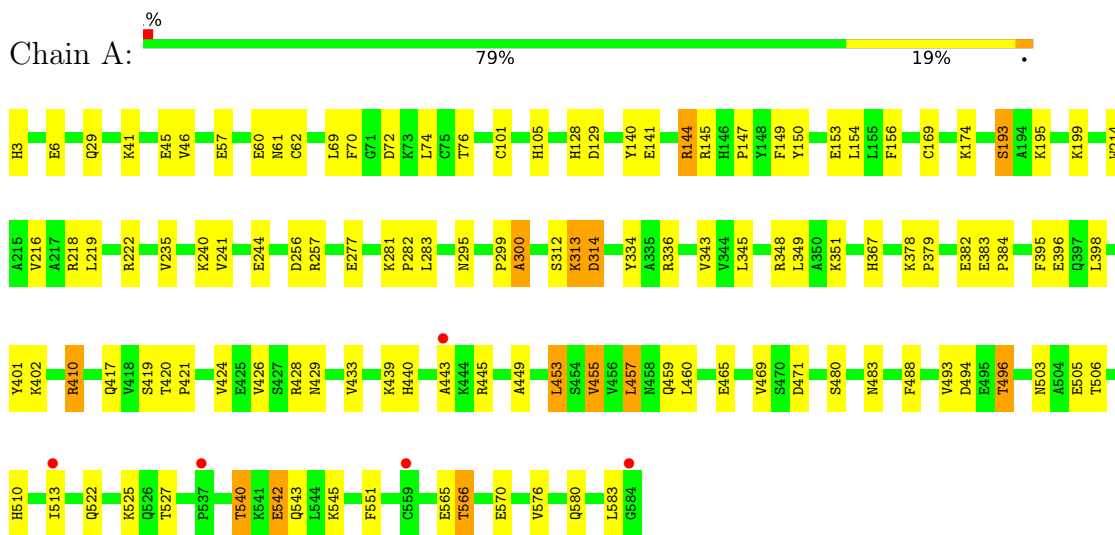 %
Chain A:
79% 19% •
H3 E6 Q29 K41 E45 V46 E57 E60 N61 C62 L69 F70 G71 D72 K73 L74 C75 T76 C101 H105 H128 D129 Y140 E141 R144 R145 H146 P147 Y148 F149 Y150 E153 L154 L155 F156 C169 K174 S193 A194 K195 K199 H214
A215 V216 A217 R218 L219 R222 V235 K240 V241 E244 D256 R257 E277 K281 P282 L283 N295 P299 A300 S312 K313 D314 Y334 A335 R336 V343 V344 L345 R348 L349 A350 K351 H367 K378 P379 E382 E383 P384 F395 E396 Q397 L398
Y401 K402 R410 Q417 V418 S419 T420 P421 V424 E425 V426 S427 R428 N429 V433 K439 H440 A443 K444 R445 A449 L453 S454 V455 V456 L457 N458 Q459 L460 E465 V469 S470 D471 S480 N483 F488 V493 D494 E495 T496 N503 A504 E505 T506
H510 I513 Q522 K525 Q526 T527 P537 T540 K541 E542 Q543 L544 K545 F551 C559 E565 T566 E570 V576 Q580 L583 G584